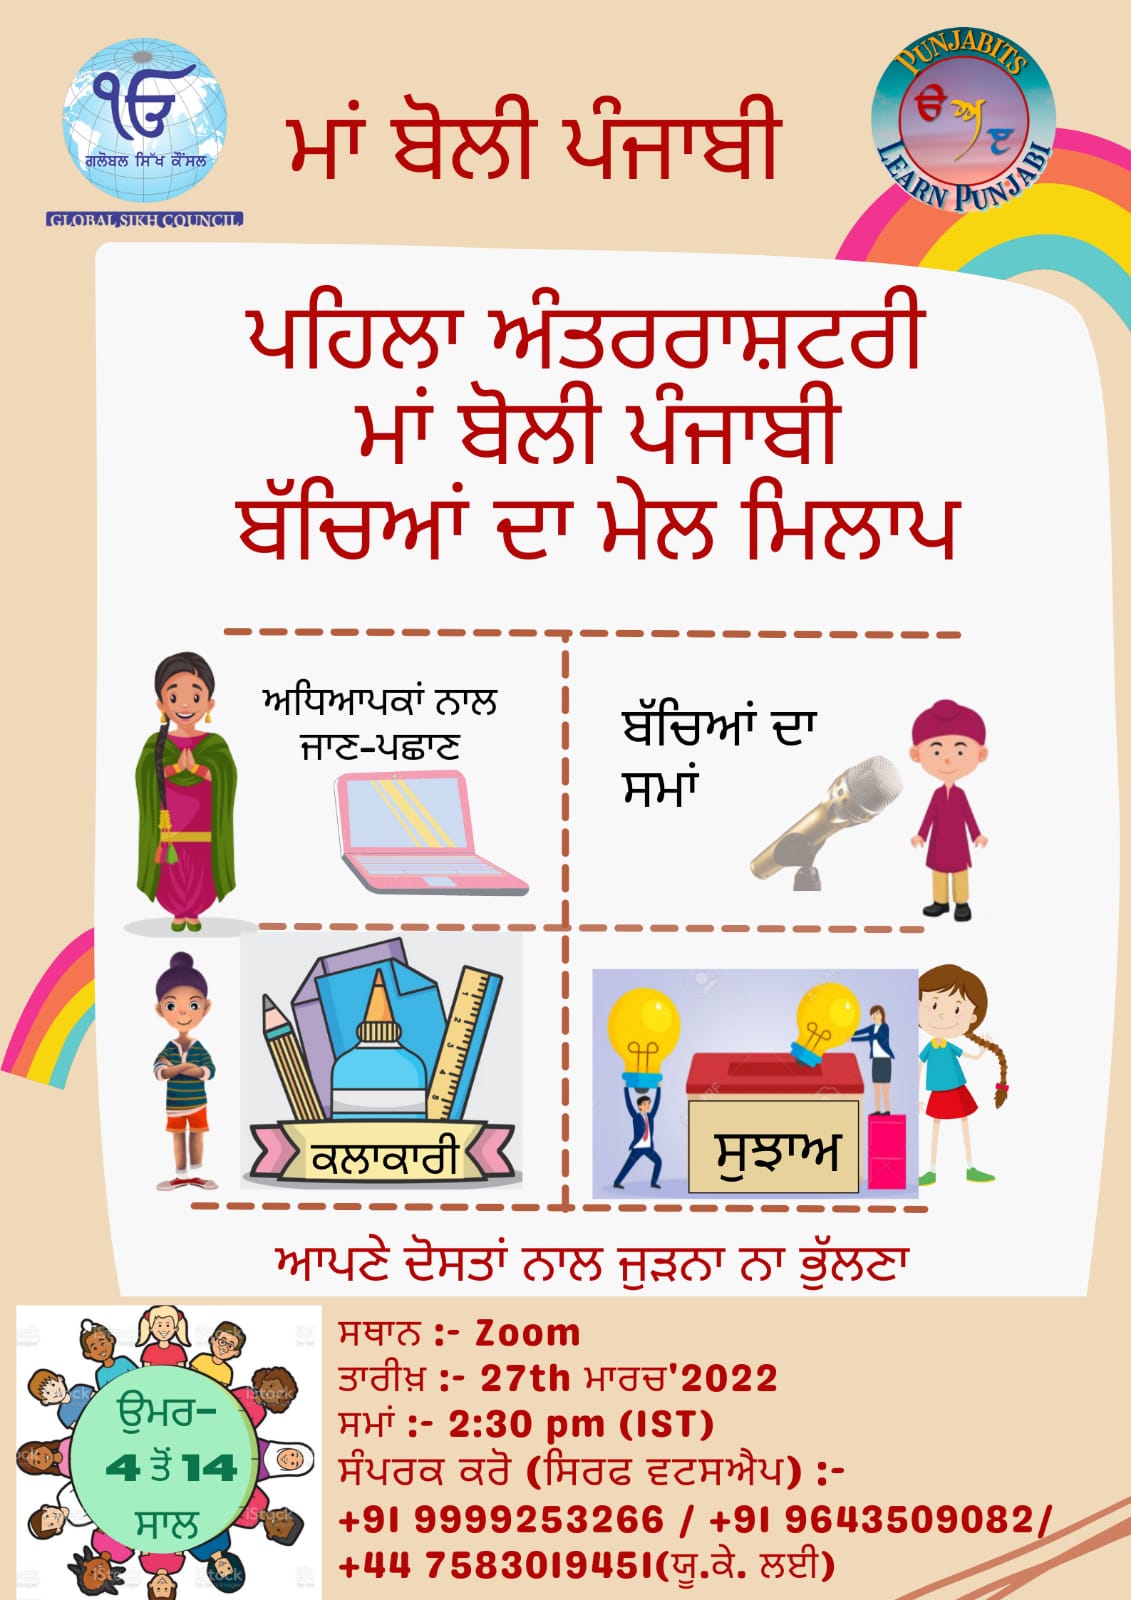 ੴ
ਗਲੋਬਲ ਸਿੱਖ ਕੌਂਸਲ
GLOBAL SIKH COUNCIL
ਮਾਂ ਬੋਲੀ ਪੰਜਾਬੀ
PUNJABITS
ੳ ਅ ੲ
LEARN PUNJABI
ਪਹਿਲਾ ਅੰਤਰਰਾਸ਼ਟਰੀ
ਮਾਂ ਬੋਲੀ ਪੰਜਾਬੀ
ਬੱਚਿਆਂ ਦਾ ਮੇਲ ਮਿਲਾਪ
ਅਧਿਆਪਕਾਂ ਨਾਲ
ਜਾਣ-ਪਛਾਣ
ਬੱਚਿਆਂ ਦਾ
ਸਮਾਂ
ਕਲਾਕਾਰੀ
ਸੁਝਾਅ
ਆਪਣੇ ਦੋਸਤਾਂ ਨਾਲ ਜੁੜਨਾ ਨਾ ਭੁੱਲਣਾ
ਉਮਰ-
4 ਤੋਂ 14
ਸਾਲ
iStock
ਸਥਾਨ :- Zoom
ਤਾਰੀਖ਼ :- 27th ਮਾਰਚ'2022
ਸਮਾਂ :- 2:30 pm (IST)
ਸੰਪਰਕ ਕਰੋ (ਸਿਰਫ ਵਟਸਐਪ) :-
+91 9999253266 / +91 9643509082/
+44 7583019451(ਯੂ.ਕੇ. ਲਈ)